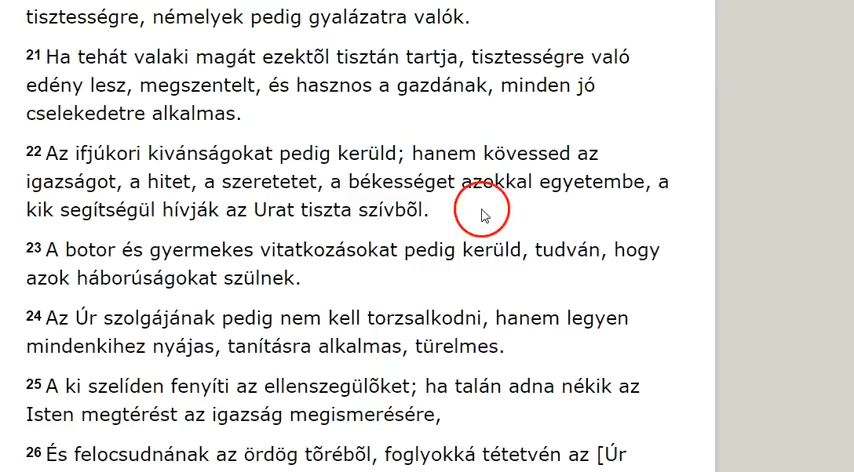 tisztességre, némelyek pedig gyalázatra valók.
21 Ha tehát valaki magát ezektõl tisztán tartja, tisztességre való
edény lesz, megszentelt, és hasznos a gazdának, minden jó
cselekedetre alkalmas.
22 Az ifjúkori kivánságokat pedig kerüld; hanem kövessed az
igazságot, a hitet, a szeretetet, a békességet azokkal egyetembe, a
kik segítségül hívják az Urat tiszta szívbõl.
23 A botor és gyermekes vitatkozásokat pedig kerüld, tudván, hogy
azok háborúságokat szülnek.
24 Az Úr szolgájának pedig nem kell torzsalkodni, hanem legyen
mindenkihez nyájas, tanításra alkalmas, türelmes.
25 A ki szelíden fenyíti az ellenszegülõket; ha talán adna nékik az
Isten megtérést az igazság megismerésére,
26 És felocsudnának az ördög tõrébõl, foglyokká tétetvén az [Úr